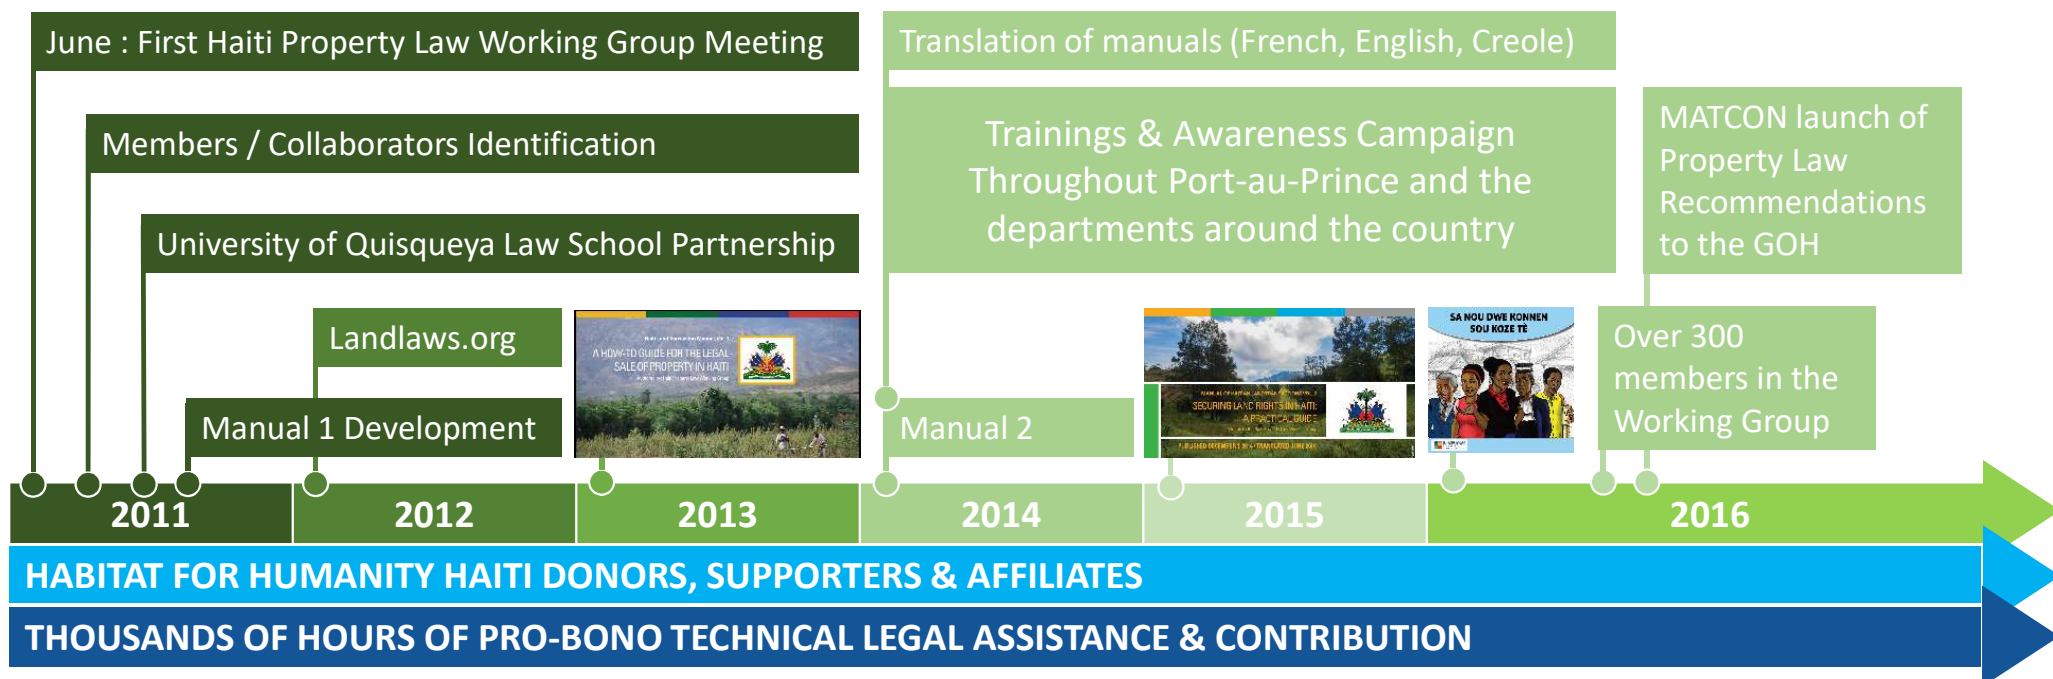 June : First Haiti Property Law Working Group Meeting
Members / Collaborators Identification
University of Quisqueya Law School Partnership
Landlaws.org
Manual 1 Development
A HOW-TO GUIDE FOR THE LEGAL
SALE OF PROPERTY IN HAITI
Translation of manuals (French, English, Creole)
Trainings & Awareness Campaign
Throughout Port-au-Prince and the
departments around the country
Manual 2
SECURING LAND RIGHTS IN HAITI:
A PRACTICAL GUIDE
SA NOU DWE KONNEN
SOU KOZE TÈ
MATCON launch of
Property Law
Recommendations
to the GOH
Over 300
members in the
Working Group
2011
2012
2013
2014
2015
2016
HABITAT FOR HUMANITY HAITI DONORS, SUPPORTERS & AFFILIATES
THOUSANDS OF HOURS OF PRO-BONO TECHNICAL LEGAL ASSISTANCE & CONTRIBUTION